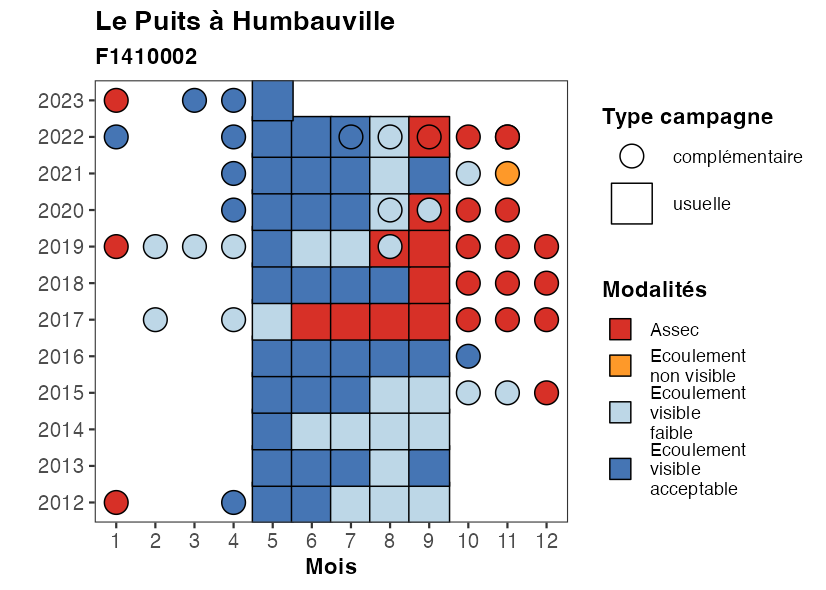 Le Puits à Humbauville
F1410002
2023
2022
2021
2020
2019
2018
2017
2016
2015
2014
2013
2012
1 2 3 4 5 6 7 8 9 10 11 12
Mois
Type campagne
complémentaire
usuelle
Modalités
Assec
Ecoulement
non visible
Ecoulement
visible
faible
Ecoulement
visible
acceptable